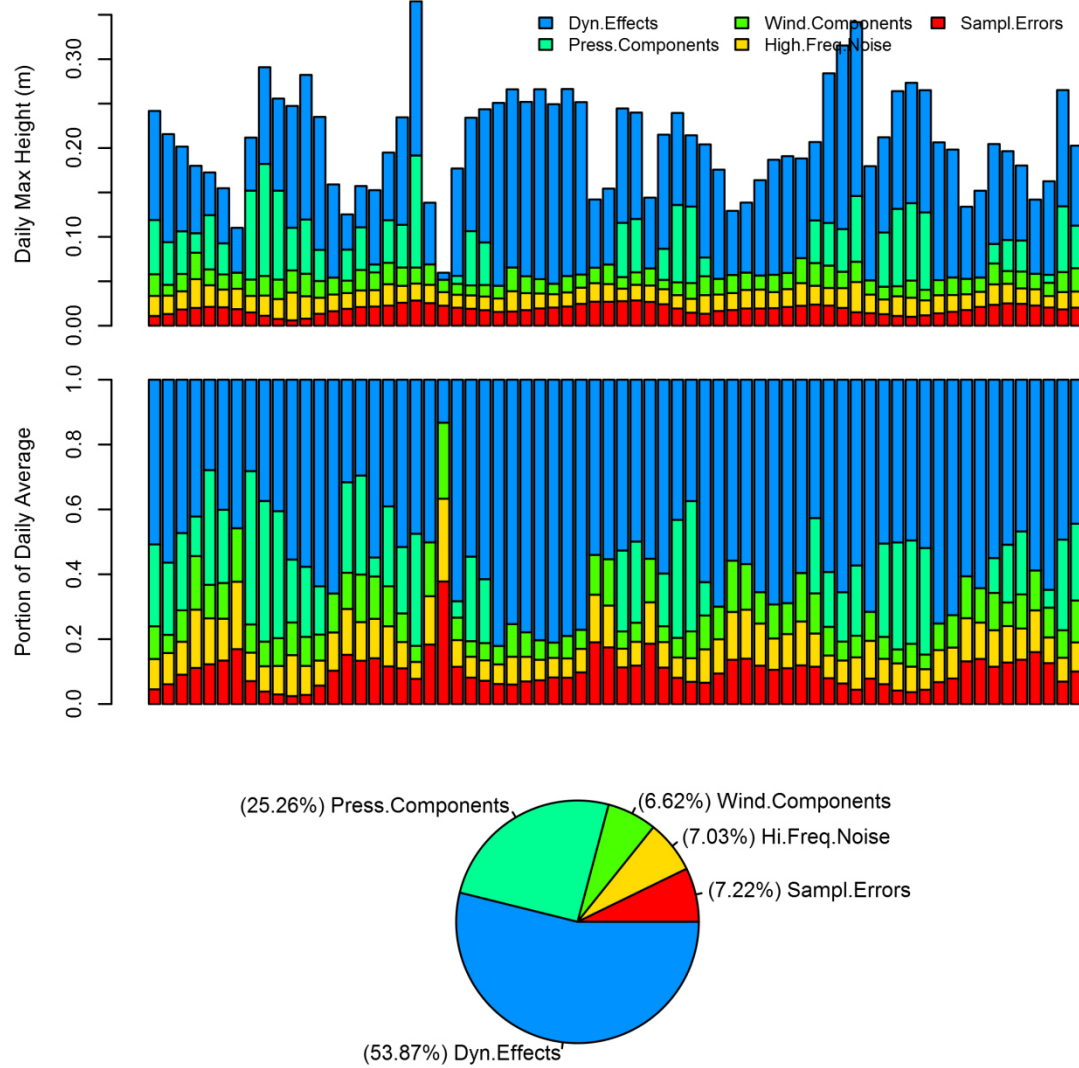 Dyn.Effects Wind.Components Sampl.Errors
Press.Components High.Freq.Noise
Daily Max Height (m)
0.30
0.20
0.10
0.00
Portion of Daily Average
1.0
0.8
0.6
0.4
0.2
0.0
(25.26%) Press.Components
(6.62%) Wind.Components
(7.03%) Hi.Freq.Noise
(7.22%) Sampl.Errors
(53.87%) Dyn.Effects